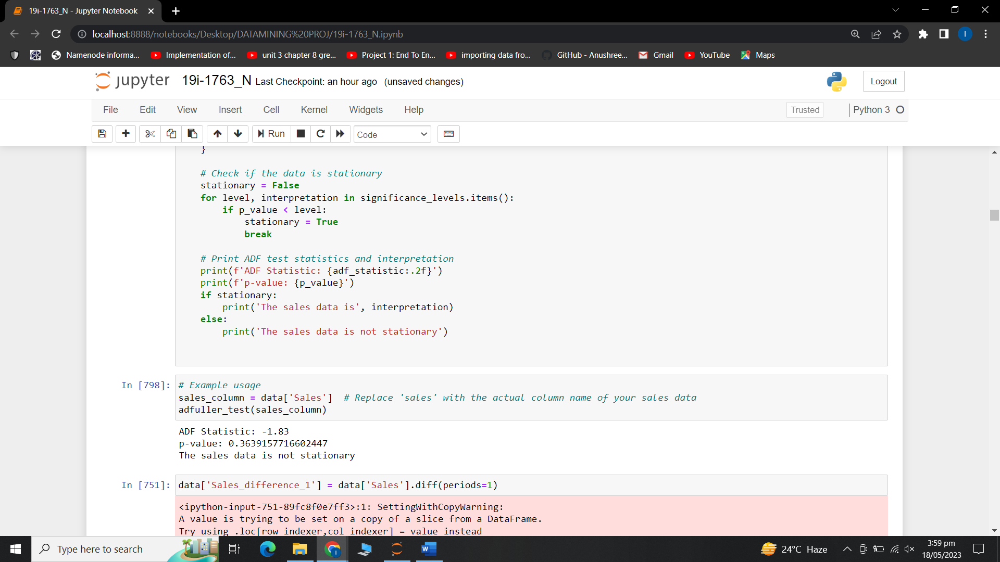 19i-1763_N - Jupyter Notebook
localhost:8888/notebooks/Desktop/DATAMINING%20PROJ/19i-1763_N.ipynb
I
Namenode informa... Implementation of... unit 3 chapter 8 gre... Project 1: End To En... importing data fro... GitHub - Anushree... Gmail YouTube Maps
jupyter 19i-1763_N Last Checkpoint: an hour ago (unsaved changes) Logout
File Edit View Insert Cell Kernel Widgets Help Trusted Python 3
Run Code
}
# Check if the data is stationary
stationary = False
for level, interpretation in significance_levels.items():
if p_value < level:
stationary = True
break
# Print ADF test statistics and interpretation
print(f'ADF Statistic: {adf_statistic:.2f}')
print(f'p-value: {p_value}')
if stationary:
print('The sales data is', interpretation)
else:
print('The sales data is not stationary')
In [798]: # Example usage
sales_column = data['Sales']  # Replace 'sales' with the actual column name of your sales data
adfuller_test(sales_column)
ADF Statistic: -1.83
p-value: 0.3639157716602447
The sales data is not stationary
In [751]: data['Sales_difference_1'] = data['Sales'].diff(periods=1)
<ipython-input-751-89fc8f0e7ff3>:1: SettingWithCopyWarning:
A value is trying to be set on a copy of a slice from a DataFrame.
Try using .loc[row_indexer,col_indexer] = value instead
Type here to search
24°C Haze
3:59 pm
18/05/2023